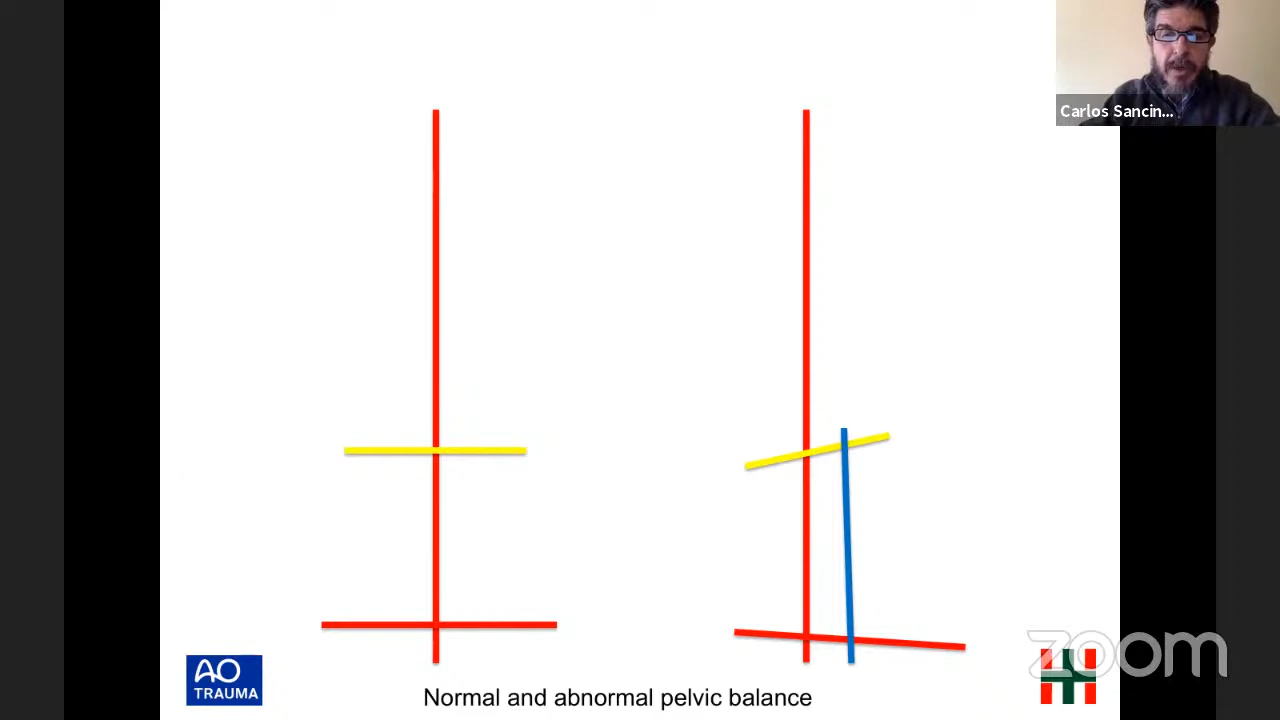 Carlos Sancin...
AO
TRAUMA
Normal and abnormal pelvic balance
zoom